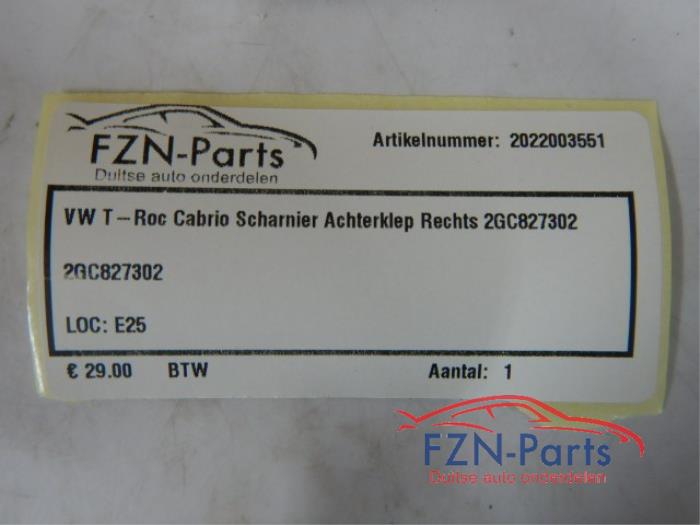 FZN-Parts
Duitse auto onderdelen
Artikelnummer: 2022003551
VW T-Roc Cabrio Scharnier Achterklep Rechts 2GC827302
2GC827302
LOC: E25
€ 29.00 BTW Aantal: 1
FZN-Parts
Duitse auto onderdelen